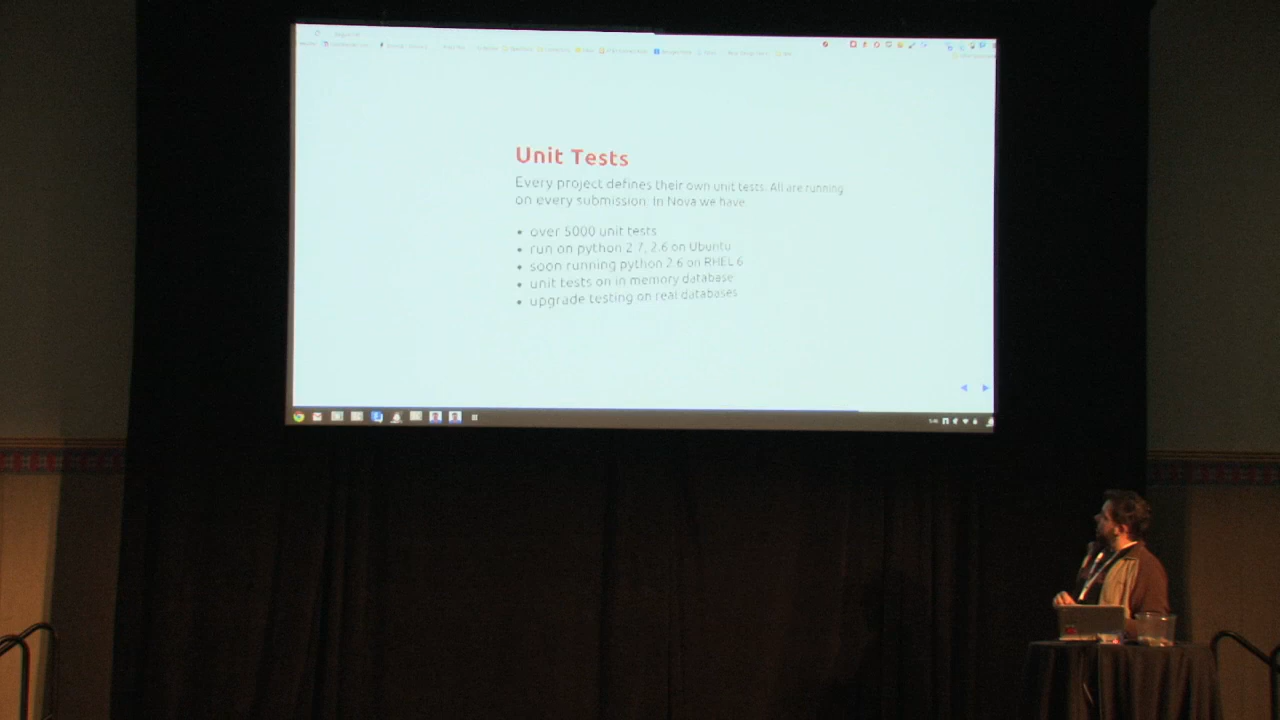 Unit Tests
Every project defines their own unit tests. All are running
on every submission. In Nova we have
• over 5000 unit tests
• run on python 2.7, 2.6 on Ubuntu
• soon running python 2.6 on RHEL 6
• unit tests on in memory database
• upgrade testing on real databases